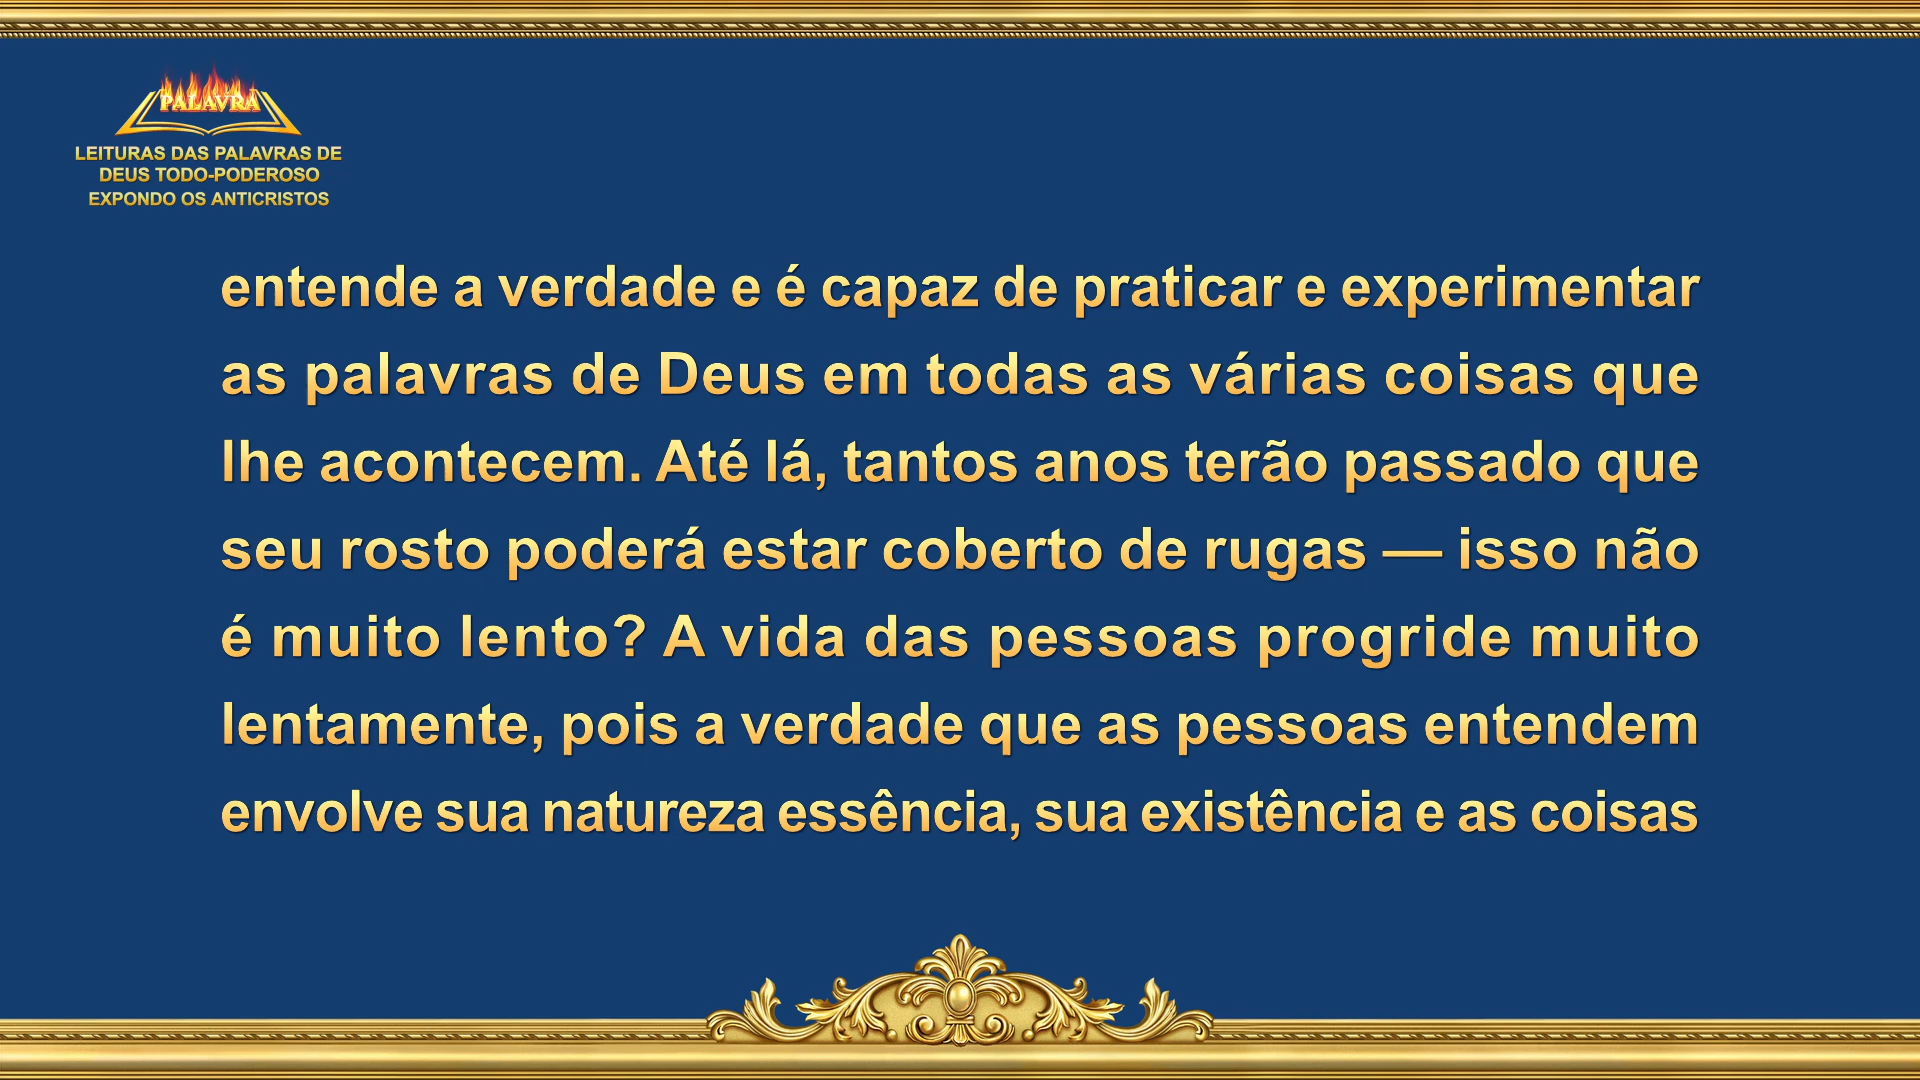 PALAVRA
LEITURAS DAS PALAVRAS DE
DEUS TODO-PODEROSO
EXPONDO OS ANTICRISTOS
entende a verdade e é capaz de praticar e experimentar
as palavras de Deus em todas as várias coisas que
lhe acontecem. Até lá, tantos anos terão passado que
seu rosto poderá estar coberto de rugas — isso não
é muito lento? A vida das pessoas progride muito
lentamente, pois a verdade que as pessoas entendem
envolve sua natureza essência, sua existência e as coisas